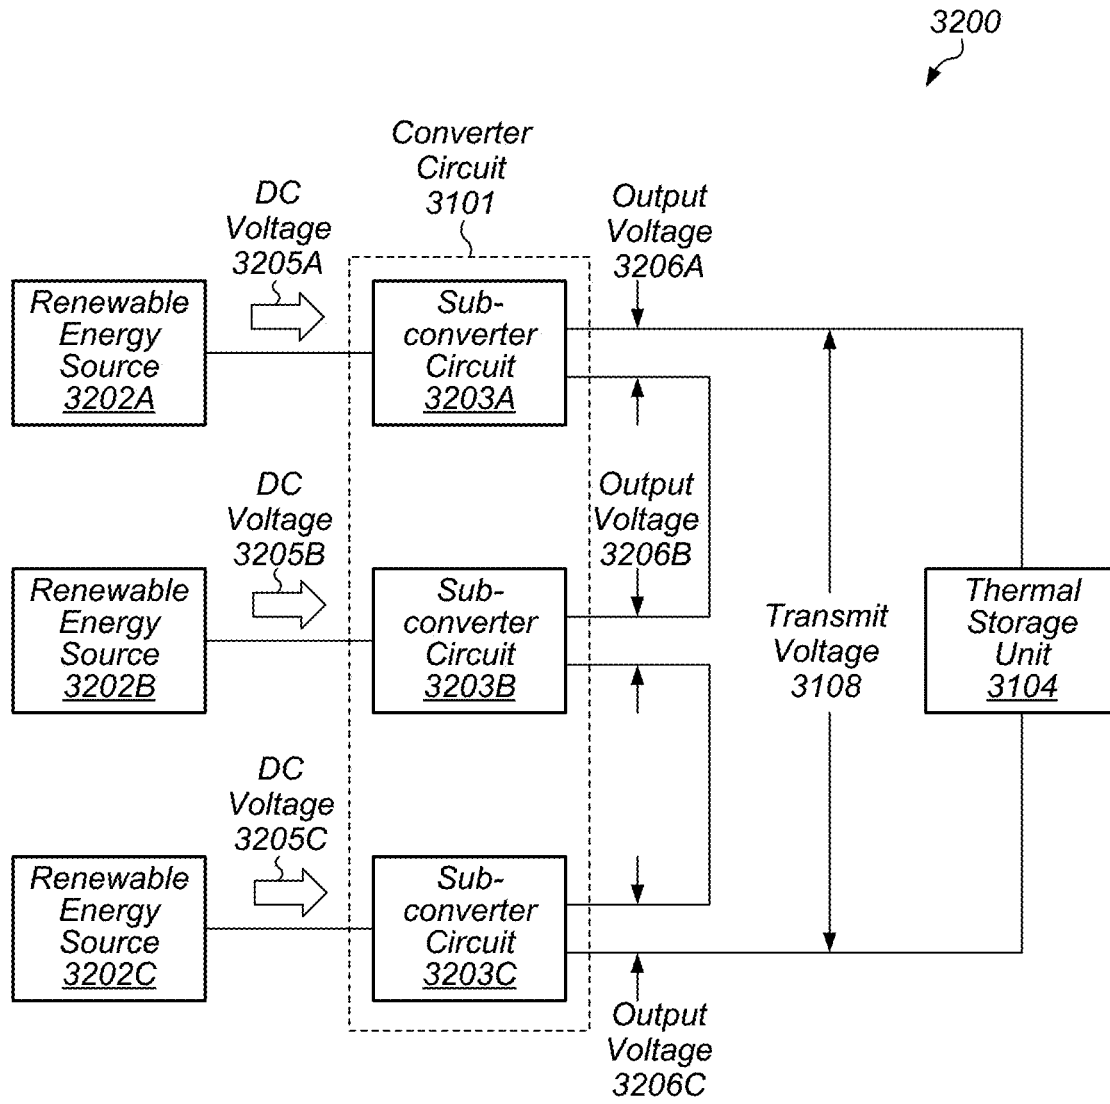 3200
Converter
Circuit
3101
DC
Voltage
3205A
Output
Voltage
3206A
Renewable
Energy
Source
3202A
Sub-
converter
Circuit
3203A
DC
Voltage
3205B
Output
Voltage
3206B
Renewable
Energy
Source
3202B
Sub-
converter
Circuit
3203B
Transmit
Voltage
3108
Thermal
Storage
Unit
3104
DC
Voltage
3205C
Renewable
Energy
Source
3202C
Sub-
converter
Circuit
3203C
Output
Voltage
3206C